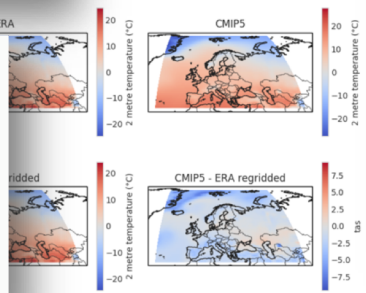 ERA
CMIP5
20
10
0
−10
−20
2 metre temperature (°C)
20
10
0
−10
−20
2 metre temperature (°C)
ridded
CMIP5 - ERA regridded
20
10
0
−10
−20
2 metre temperature (°C)
7.5
5.0
2.5
0.0
−2.5
−5.0
−7.5
tas